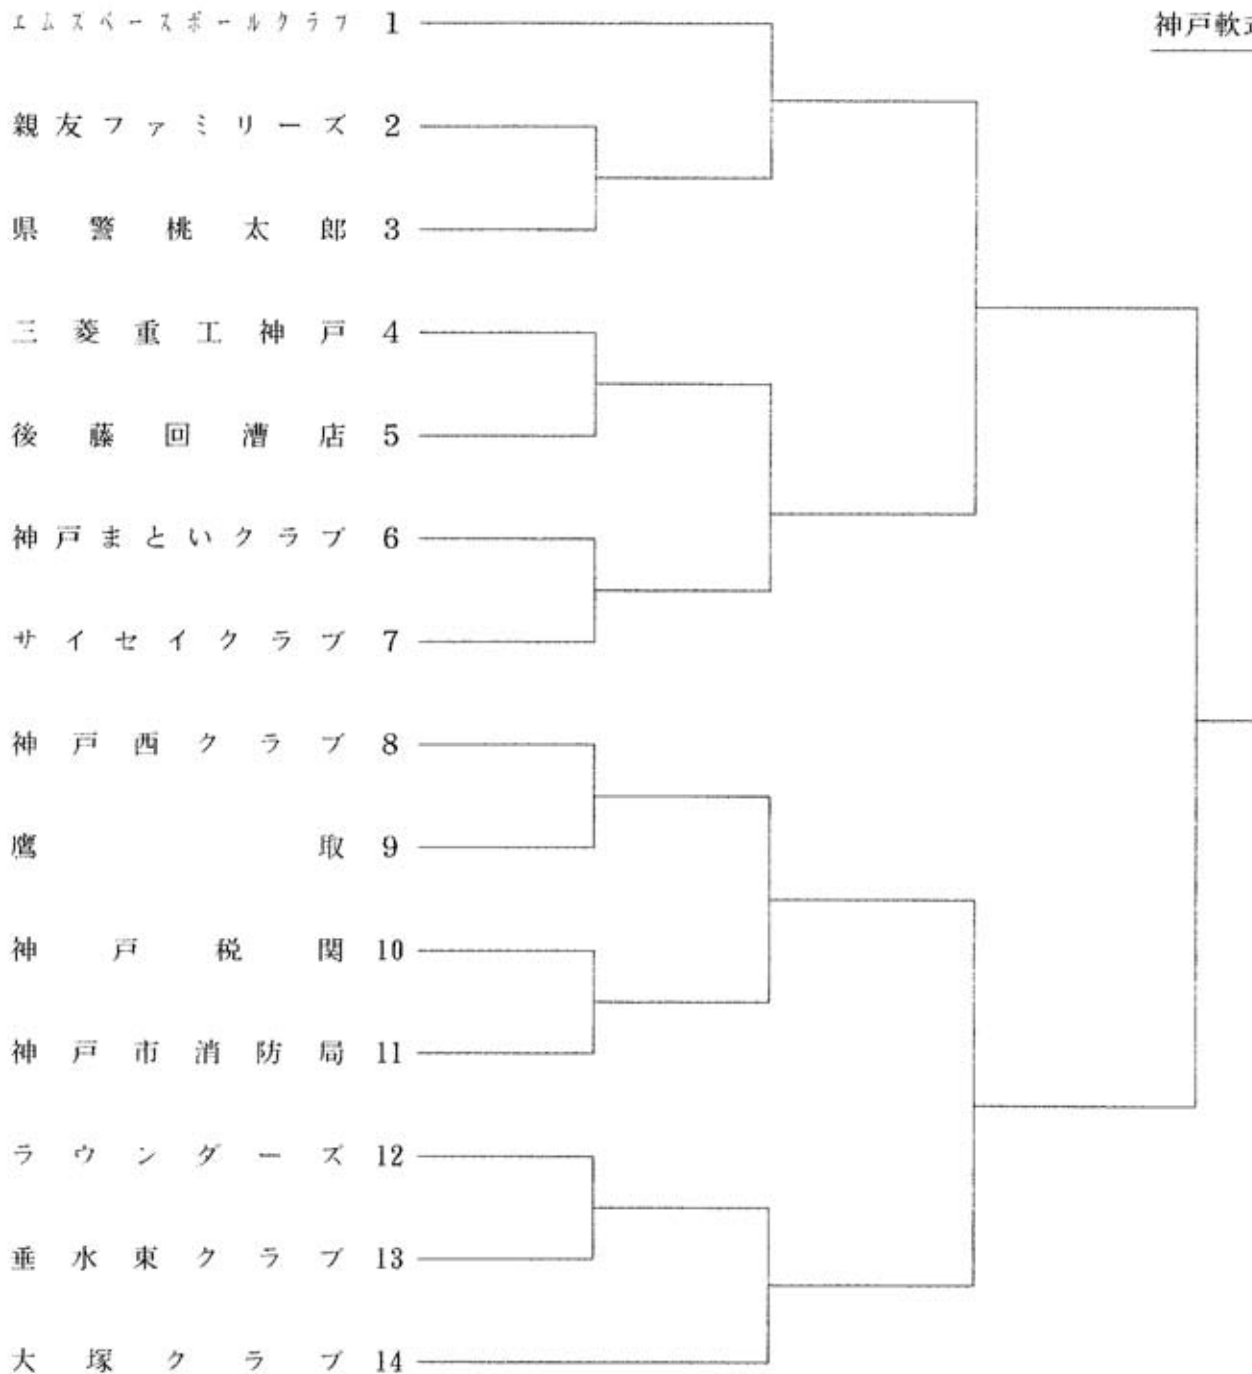 エムズベースボールクラブ 1
神戸軟式
親友ファミリーズ 2
県警桃太郎 3
三菱重工神戸 4
後藤回漕店 5
神戸まといクラブ 6
サイセイクラブ 7
神戸西クラブ 8
鷹取 9
神戸税関 10
神戸市消防局 11
ラウンダーズ 12
垂水東クラブ 13
大塚クラブ 14